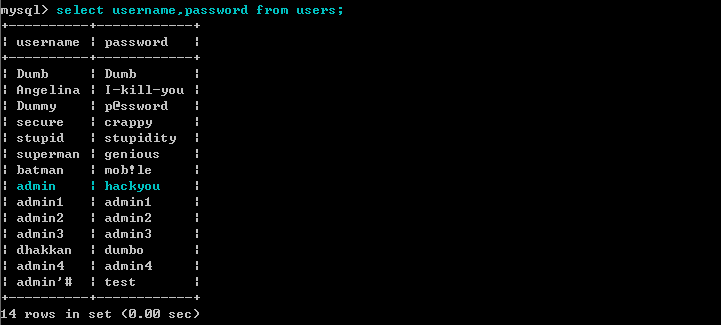 mysql> select username,password from users;
+----------+------------+
| username | password   |
+----------+------------+
| Dumb     | Dumb       |
| Angelina | I-kill-you |
| Dummy    | p@ssword   |
| secure   | crappy     |
| stupid   | stupidity  |
| superman | genious    |
| batman   | mob!le     |
| admin    | hackyou    |
| admin1   | admin1     |
| admin2   | admin2     |
| admin3   | admin3     |
| dhakkan  | dumbo      |
| admin4   | admin4     |
| admin'#  | test       |
+----------+------------+
14 rows in set (0.00 sec)